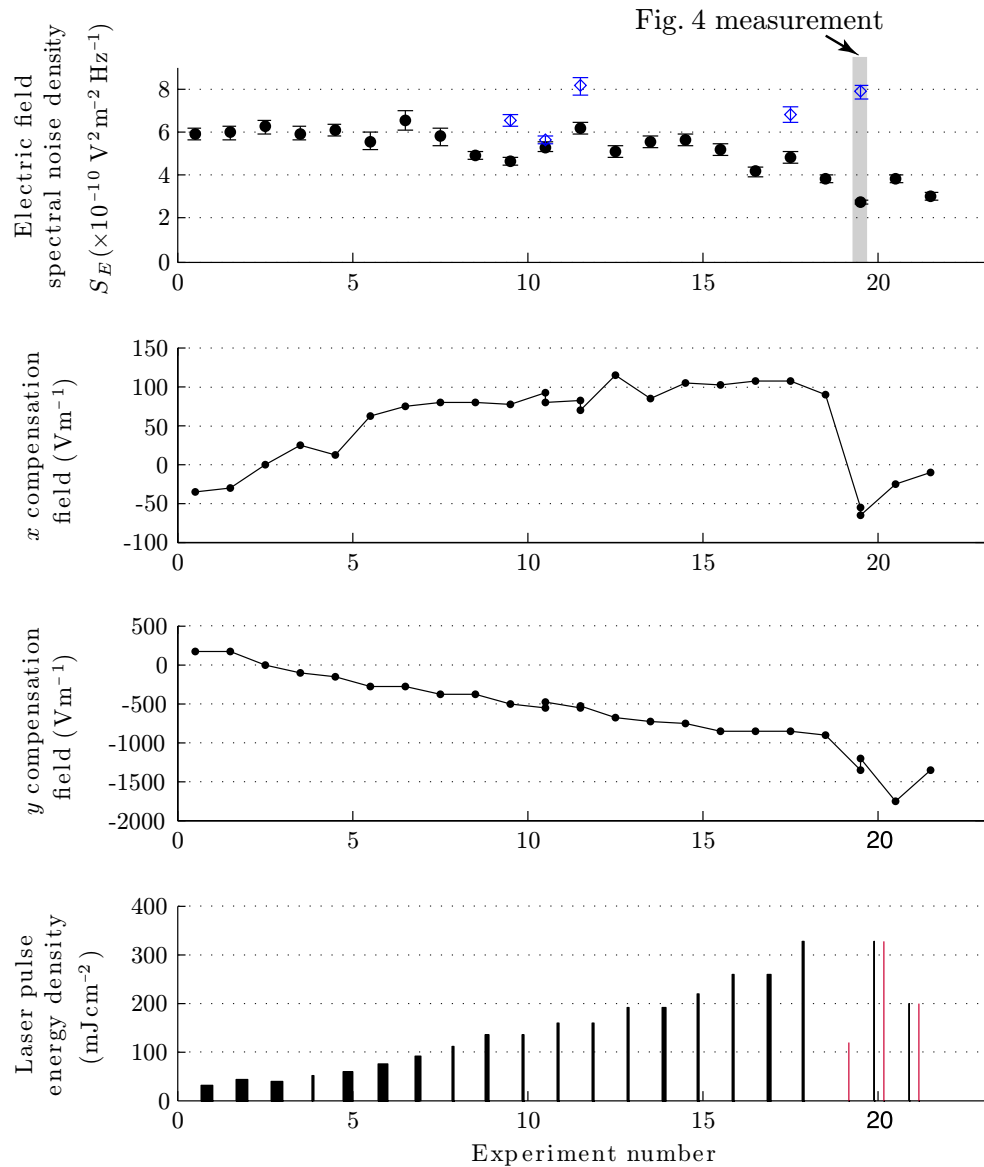 Fig. 4 measurement
Electric field
spectral noise density
S_E (×10⁻¹⁰ V² m⁻² Hz⁻¹)
8
6
4
2
0
0 5 10 15 20
x compensation
field (Vm⁻¹)
150
100
50
0
-50
-100
0 5 10 15 20
y compensation
field (Vm⁻¹)
500
0
-500
-1000
-1500
-2000
0 5 10 15 20
Laser pulse
energy density
(mJcm⁻²)
400
300
200
100
0
0 5 10 15 20
Experiment number